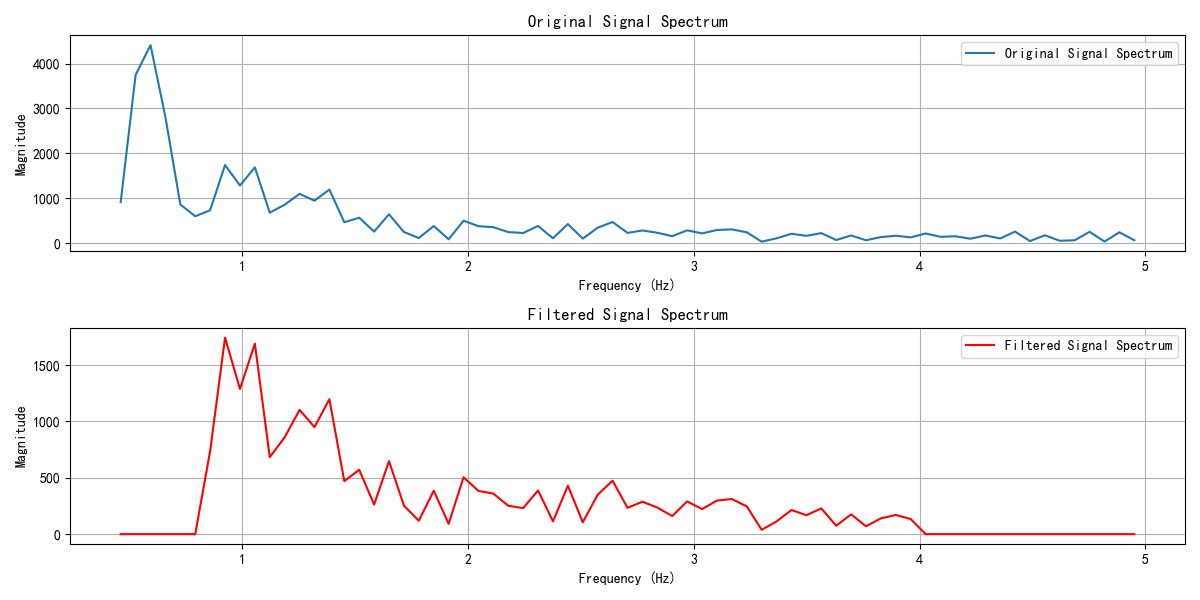 Original Signal Spectrum
Original Signal Spectrum
4000
3000
2000
1000
0
Magnitude
1 2 3 4 5
Frequency (Hz)
Filtered Signal Spectrum
Filtered Signal Spectrum
1500
1000
500
0
Magnitude
1 2 3 4 5
Frequency (Hz)